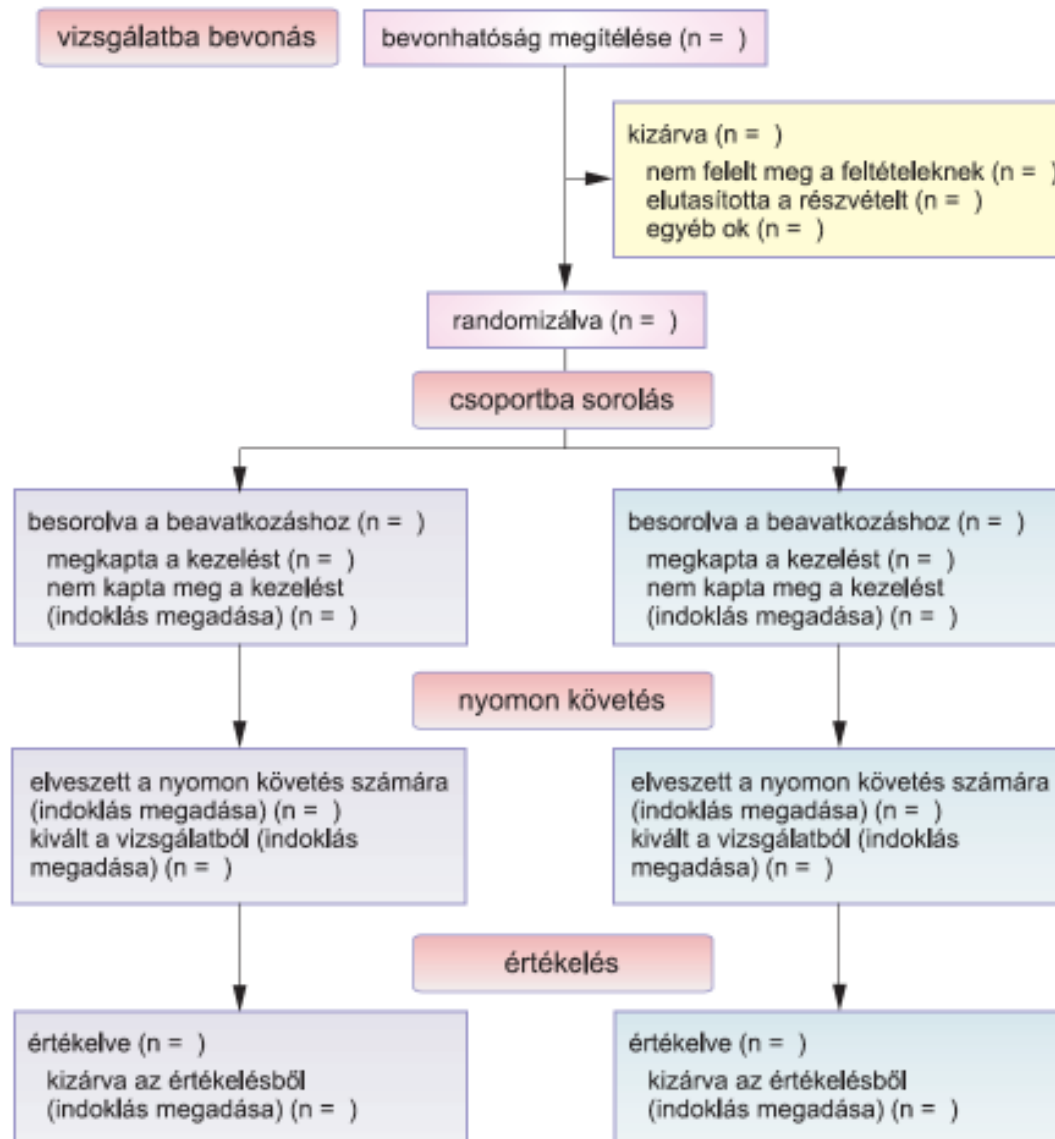 vizsgálatba bevonás
bevonhatóság megítélése (n =  )
kizárva (n =  )
nem felelt meg a feltételeknek (n =  )
elutasította a részvételt (n =  )
egyéb ok (n =  )
randomizálva (n =  )
csoportba sorolás
besorolva a beavatkozáshoz (n =  )
megkapta a kezelést (n =  )
nem kapta meg a kezelést
(indoklás megadása) (n =  )
besorolva a beavatkozáshoz (n =  )
megkapta a kezelést (n =  )
nem kapta meg a kezelést
(indoklás megadása) (n =  )
nyomon követés
elveszett a nyomon követés számára
(indoklás megadása) (n =  )
kivált a vizsgálatból (indoklás
megadása) (n =  )
elveszett a nyomon követés számára
(indoklás megadása) (n =  )
kivált a vizsgálatból (indoklás
megadása) (n =  )
értékelés
értékelve (n =  )
kizárva az értékelésből
(indoklás megadása) (n =  )
értékelve (n =  )
kizárva az értékelésből
(indoklás megadása) (n =  )